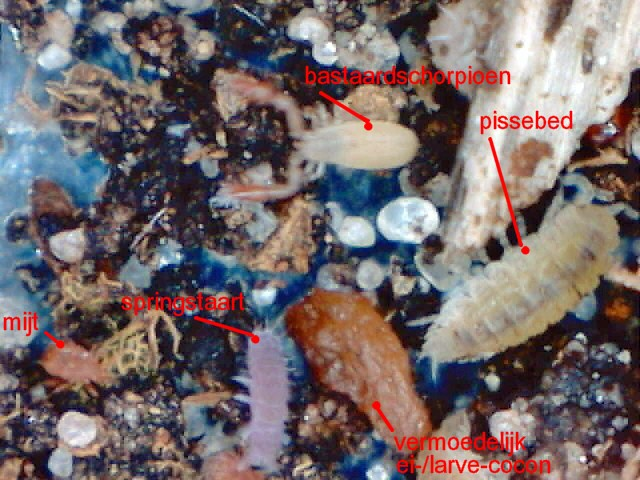 bastaardschorpioen
pissebed
springstaart
mijt
vermoedelijk
ei-/larve-cocon